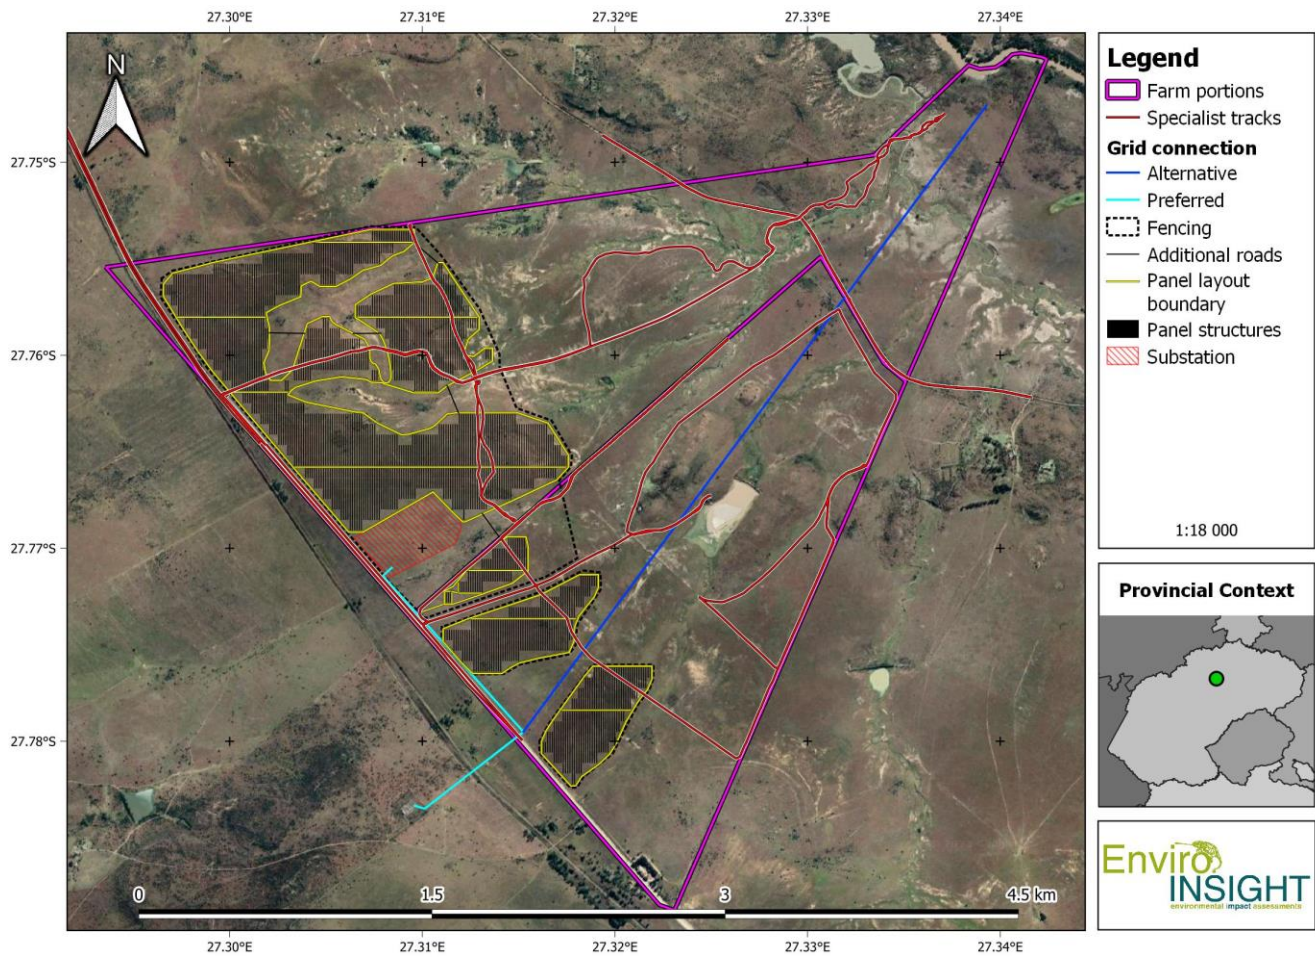 27.30°E 27.31°E 27.32°E 27.33°E 27.34°E
N
27.75°S
27.76°S
27.77°S
27.78°S
0 1.5 3 4.5 km
27.30°E 27.31°E 27.32°E 27.33°E 27.34°E
Legend
Farm portions
Specialist tracks
Grid connection
Alternative
Preferred
Fencing
Additional roads
Panel layout
boundary
Panel structures
Substation
1:18 000
Provincial Context
Enviro
INSIGHT
environmental impact assessments